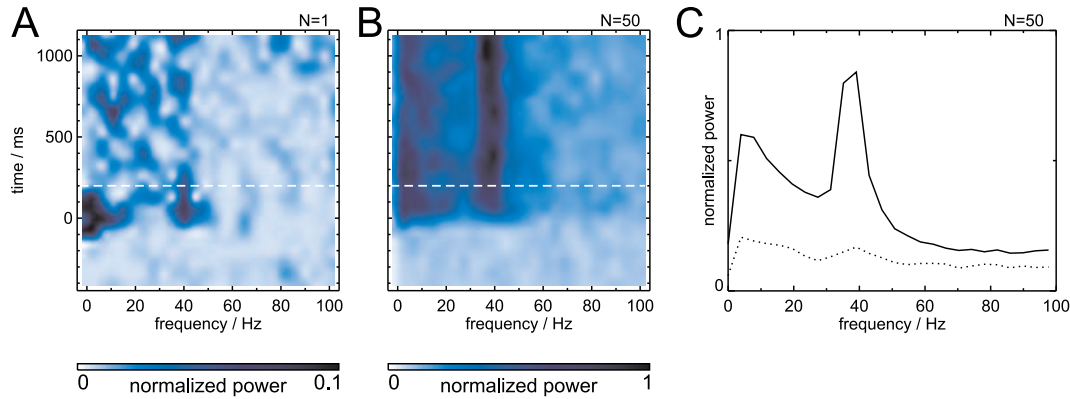 A
N=1
time / ms
1000
500
0
0 20 40 60 80 100
frequency / Hz
0 normalized power 0.1
B
N=50
0 20 40 60 80 100
frequency / Hz
0 normalized power 1
C
N=50
normalized power
1
0
0 20 40 60 80 100
frequency / Hz